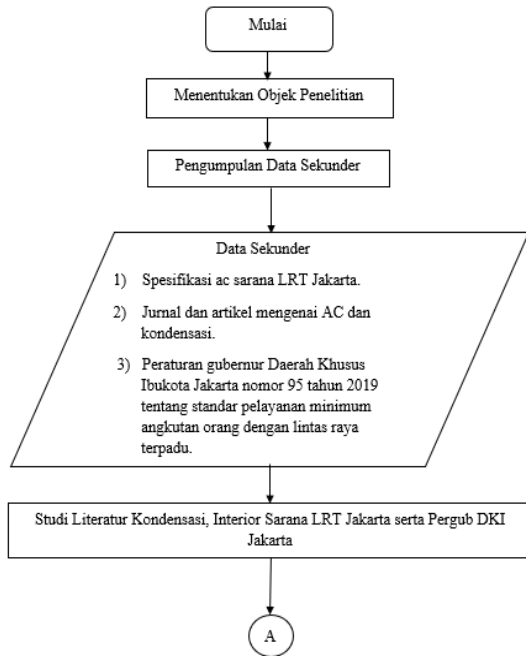 Mulai
Menentukan Objek Penelitian
Pengumpulan Data Sekunder
Data Sekunder
1) Spesifikasi ac sarana LRT Jakarta.
2) Jurnal dan artikel mengenai AC dan
kondensasi.
3) Peraturan gubernur Daerah Khusus
Ibukota Jakarta nomor 95 tahun 2019
tentang standar pelayanan minimum
angkutan orang dengan lintas raya
terpadu.
Studi Literatur Kondensasi, Interior Sarana LRT Jakarta serta Pergub DKI
Jakarta
A